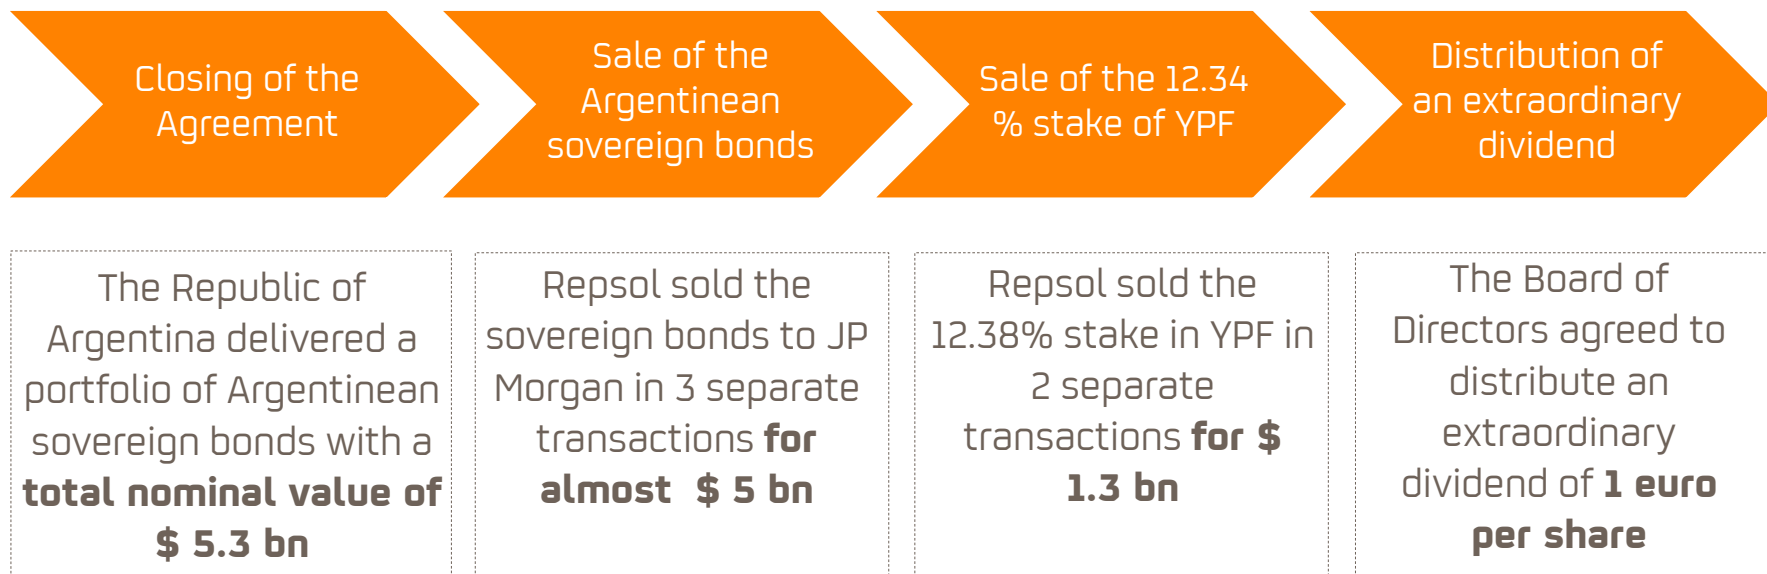 Closing of the
Agreement
Sale of the
Argentinean
sovereign bonds
Sale of the 12.34
% stake of YPF
Distribution of
an extraordinary
dividend
The Republic of
Argentina delivered a
portfolio of Argentinean
sovereign bonds with a
total nominal value of
$ 5.3 bn
Repsol sold the
sovereign bonds to JP
Morgan in 3 separate
transactions for
almost $ 5 bn
Repsol sold the
12.38% stake in YPF in
2 separate
transactions for $
1.3 bn
The Board of
Directors agreed to
distribute an
extraordinary
dividend of 1 euro
per share